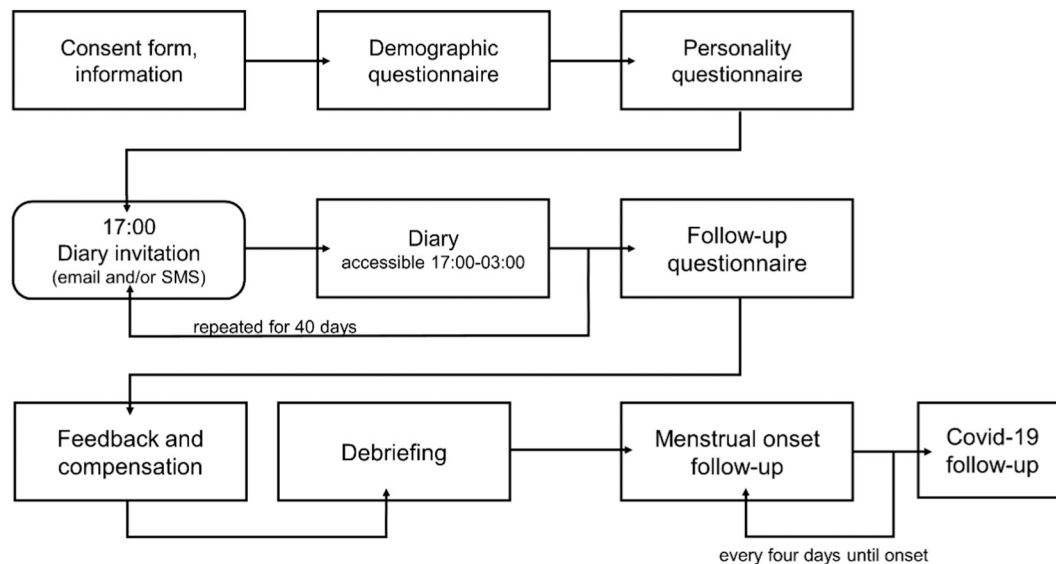 Consent form,
information
Demographic
questionnaire
Personality
questionnaire
17:00
Diary invitation
(email and/or SMS)
Diary
accessible 17:00-03:00
Follow-up
questionnaire
repeated for 40 days
Feedback and
compensation
Debriefing
Menstrual onset
follow-up
Covid-19
follow-up
every four days until onset